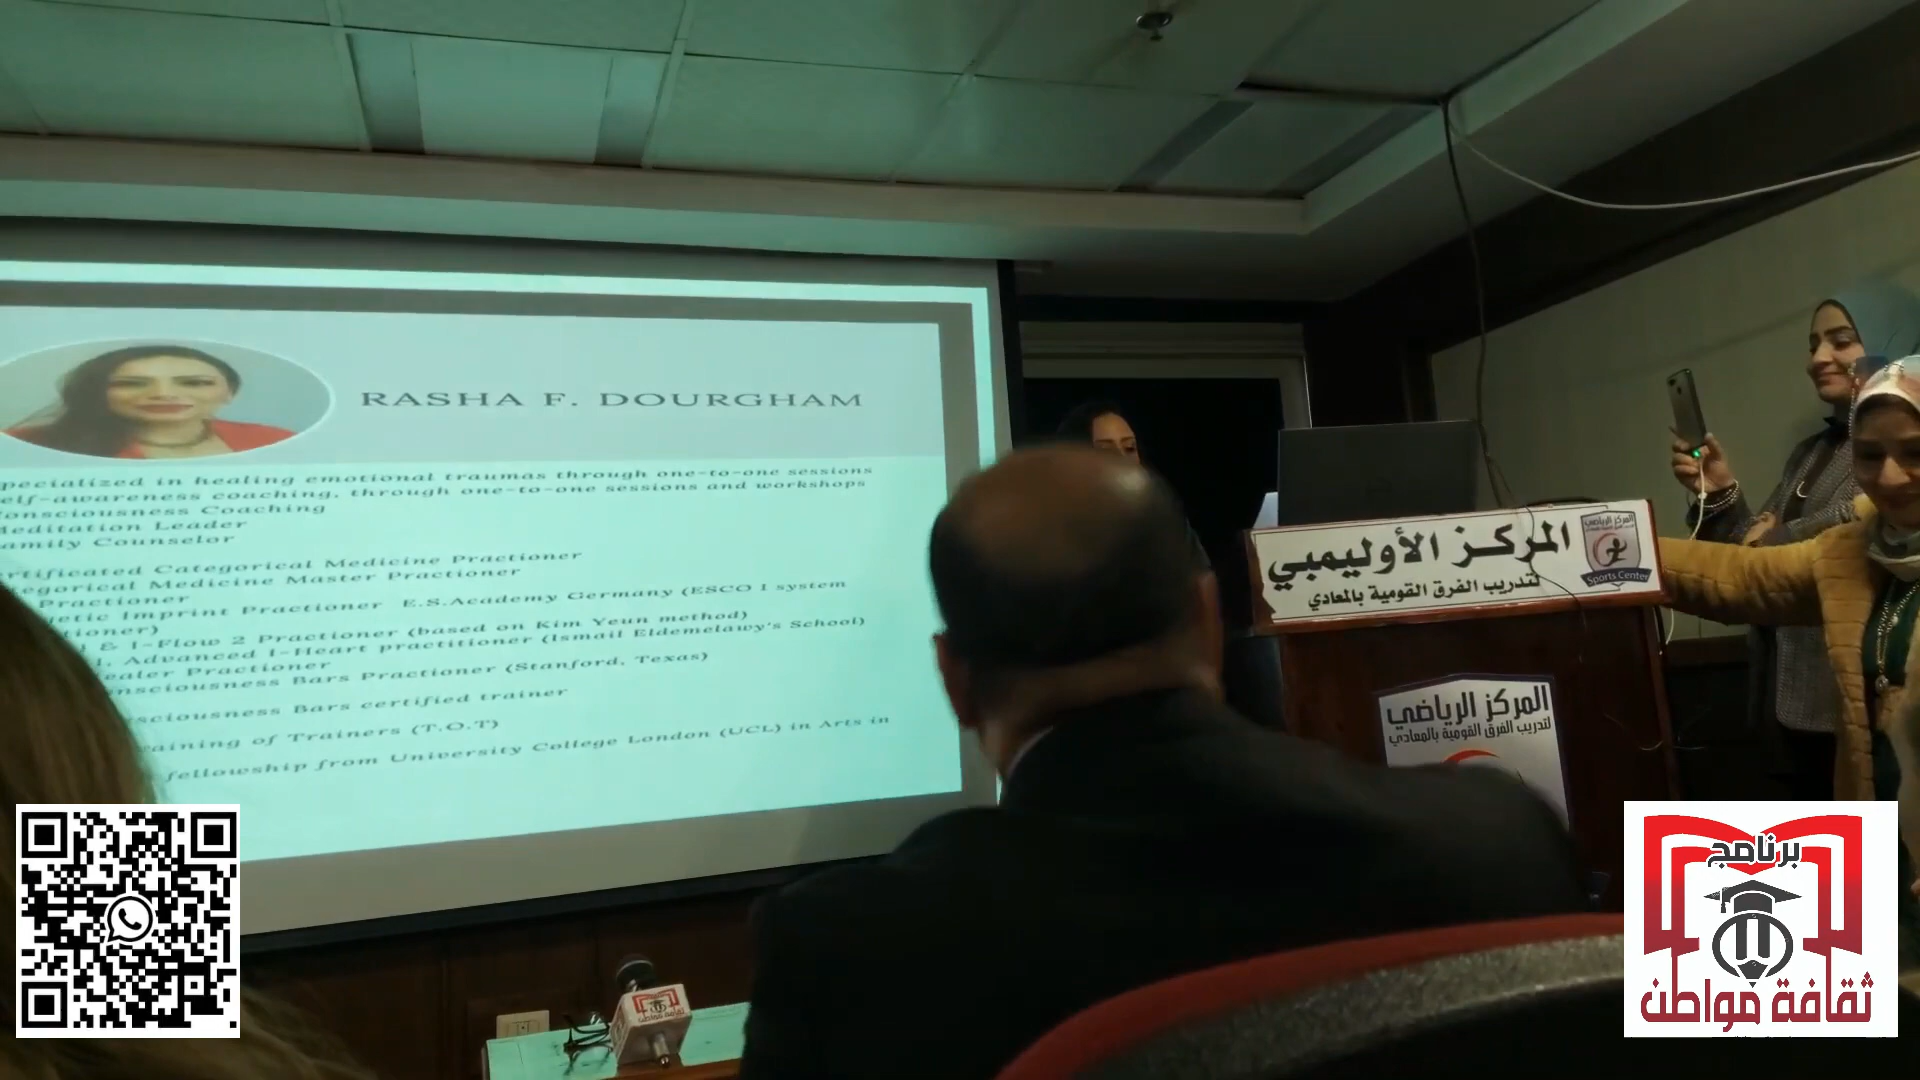 RASHA F. DOURGHAM
pecialized in healing emotional traumas through one-to-one sessions
elf-awareness coaching, through one-to-one sessions and workshops
onsciousness Coaching
Meditation Leader
amily Counselor
rtificated Categorical Medicine Practioner
tegorical Medicine Master Practioner
Practioner
etic Imprint Practioner E.S.Academy Germany (ESCO I system
tioner)
& I-Flow 2 Practioner (based on Kim Yeun method)
1, Advanced I-Heart practitioner (Ismail Eldemelawy's School)
ealer Practioner
onsciousness Bars Practioner (Stanford, Texas)
sciousness Bars certified trainer
raining of Trainers (T.O.T)
fellowship from University College London (UCL) in Arts in
المركز الأوليمبي
لتدريب الفرق القومية بالمعادي
المركز الرياضي
Sports Center
المركز الرياضي
لتدريب الفرق القومية بالمعادي
برنامج
ثقافة مواطن